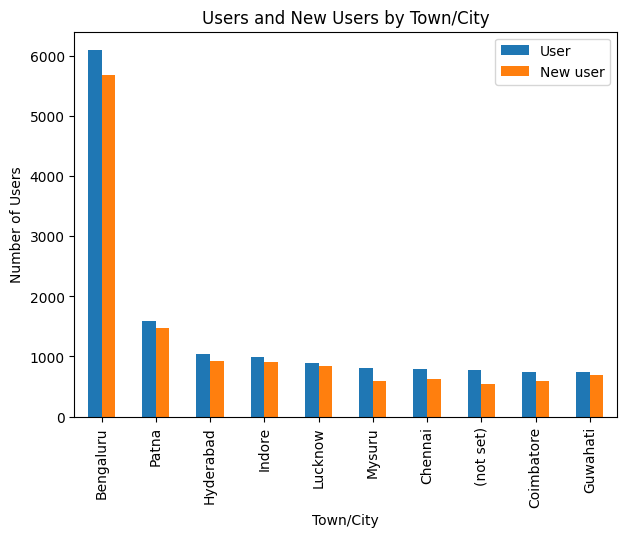 Users and New Users by Town/City
User
New user
Number of Users
6000
5000
4000
3000
2000
1000
0
Bengaluru
Patna
Hyderabad
Indore
Lucknow
Mysuru
Chennai
(not set)
Coimbatore
Guwahati
Town/City